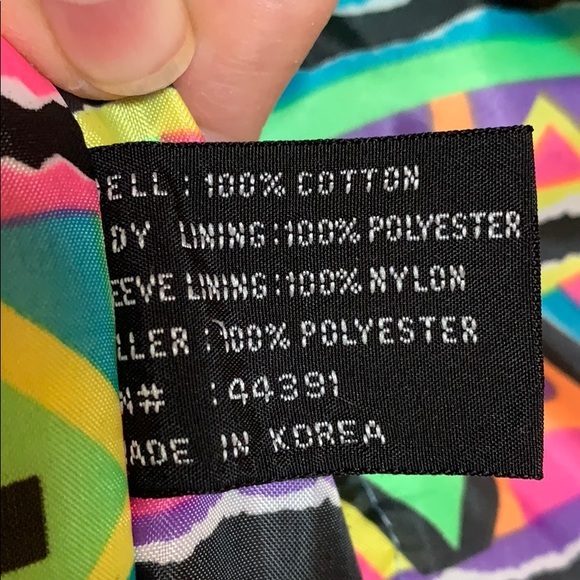 ELL : 100% COTTON
DY LINING : 100% POLYESTER
EEVE LINING : 100% NYLON
LLER : 100% POLYESTER
N# : 44391
ADE IN KOREA